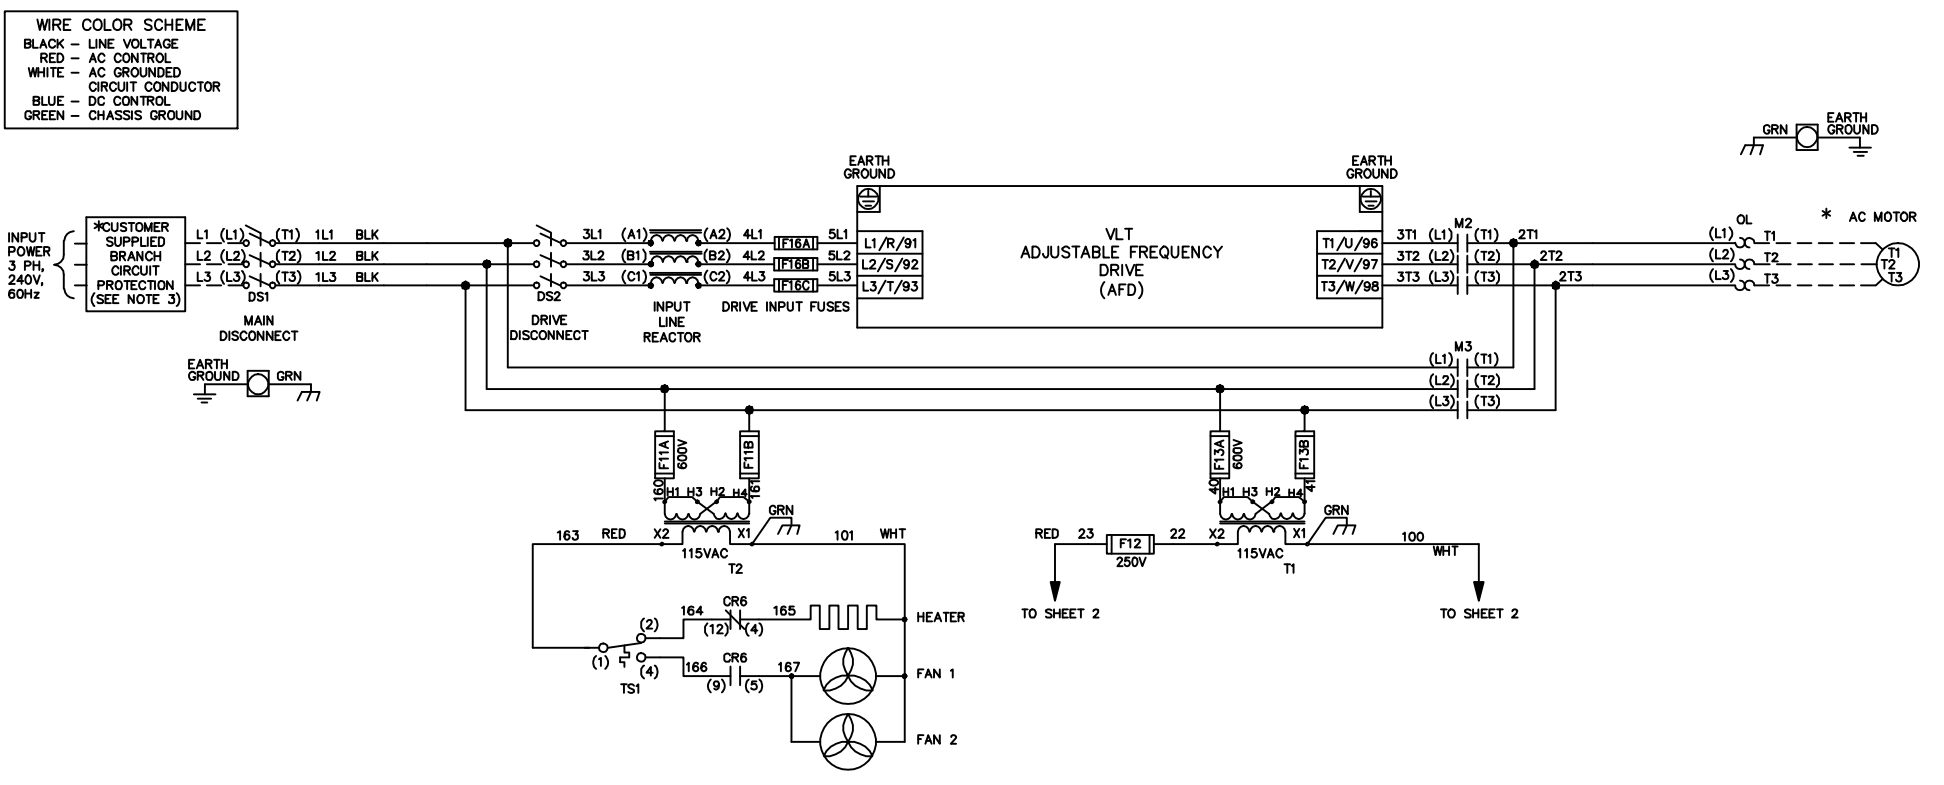 WIRE COLOR SCHEME
BLACK – LINE VOLTAGE
RED – AC CONTROL
WHITE – AC GROUNDED
CIRCUIT CONDUCTOR
BLUE – DC CONTROL
GREEN – CHASSIS GROUND
INPUT
POWER
3 PH,
240V,
60Hz
*CUSTOMER
SUPPLIED
BRANCH
CIRCUIT
PROTECTION
(SEE NOTE 3)
L1 (L1) (T1) 1L1 BLK
L2 (L2) (T2) 1L2 BLK
L3 (L3) (T3) 1L3 BLK
DS1
MAIN
DISCONNECT
EARTH
GROUND
GRN
DS2
DRIVE
DISCONNECT
3L1 (A1) (A2) 4L1 F16A 5L1
3L2 (B1) (B2) 4L2 F16B 5L2
3L3 (C1) (C2) 4L3 F16C 5L3
INPUT
LINE
REACTOR
DRIVE INPUT FUSES
EARTH
GROUND
L1/R/91
L2/S/92
L3/T/93
VLT
ADJUSTABLE FREQUENCY
DRIVE
(AFD)
EARTH
GROUND
T1/U/96
T2/V/97
T3/W/98
M2
3T1 (L1) (T1) 2T1
3T2 (L2) (T2) 2T2
3T3 (L3) (T3) 2T3
M3
(L1) (T1)
(L2) (T2)
(L3) (T3)
GRN
EARTH
GROUND
OL
(L1) T1
(L2) T2
(L3) T3
* AC MOTOR
T1
T2
T3
F11A
600V
F11B
160
161
H1 H3 H2 H4
GRN
163 RED X2 X1 101 WHT
115VAC
T2
164 CR6 165
(12) (4)
HEATER
(2)
(1)
(4)
TS1
166 CR6 167
(9) (5)
FAN 1
FAN 2
F13A
600V
F13B
40
41
H1 H3 H2 H4
GRN
RED 23 F12 22 X2 X1 100
WHT
250V
115VAC
T1
TO SHEET 2
TO SHEET 2